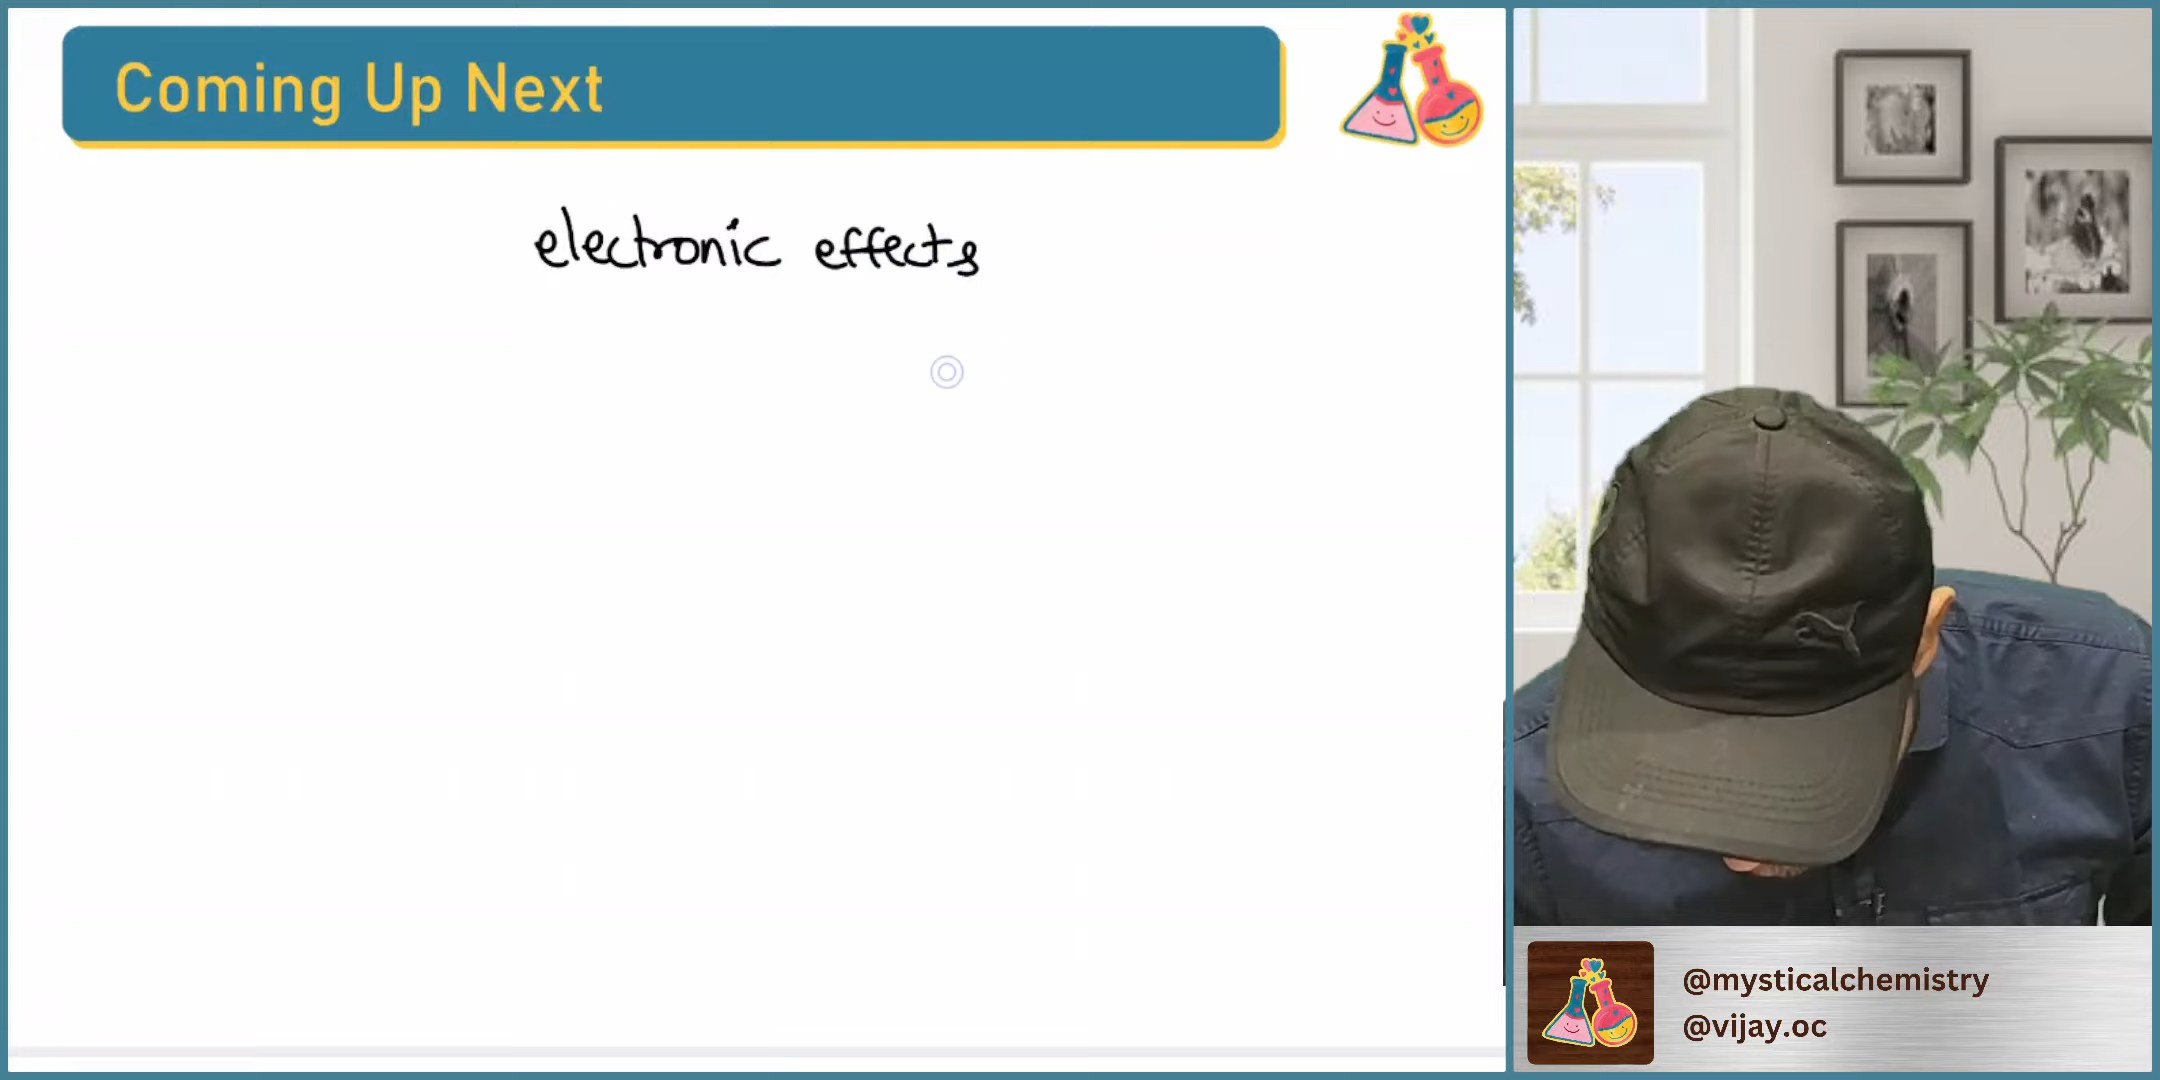 Coming Up Next
electronic effects
@mysticalchemistry
@vijay.oc